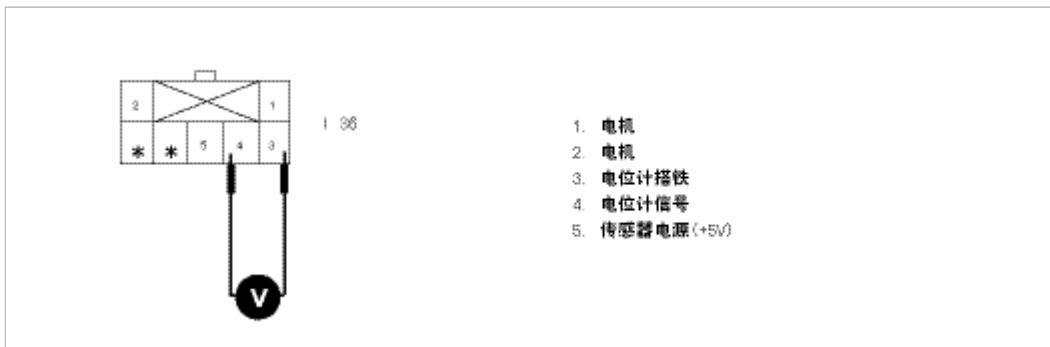 2 1
I 36
* * 5 4 3
V
1. 电机
2. 电机
3. 电位计搭铁
4. 电位计信号
5. 传感器电源(+5V)